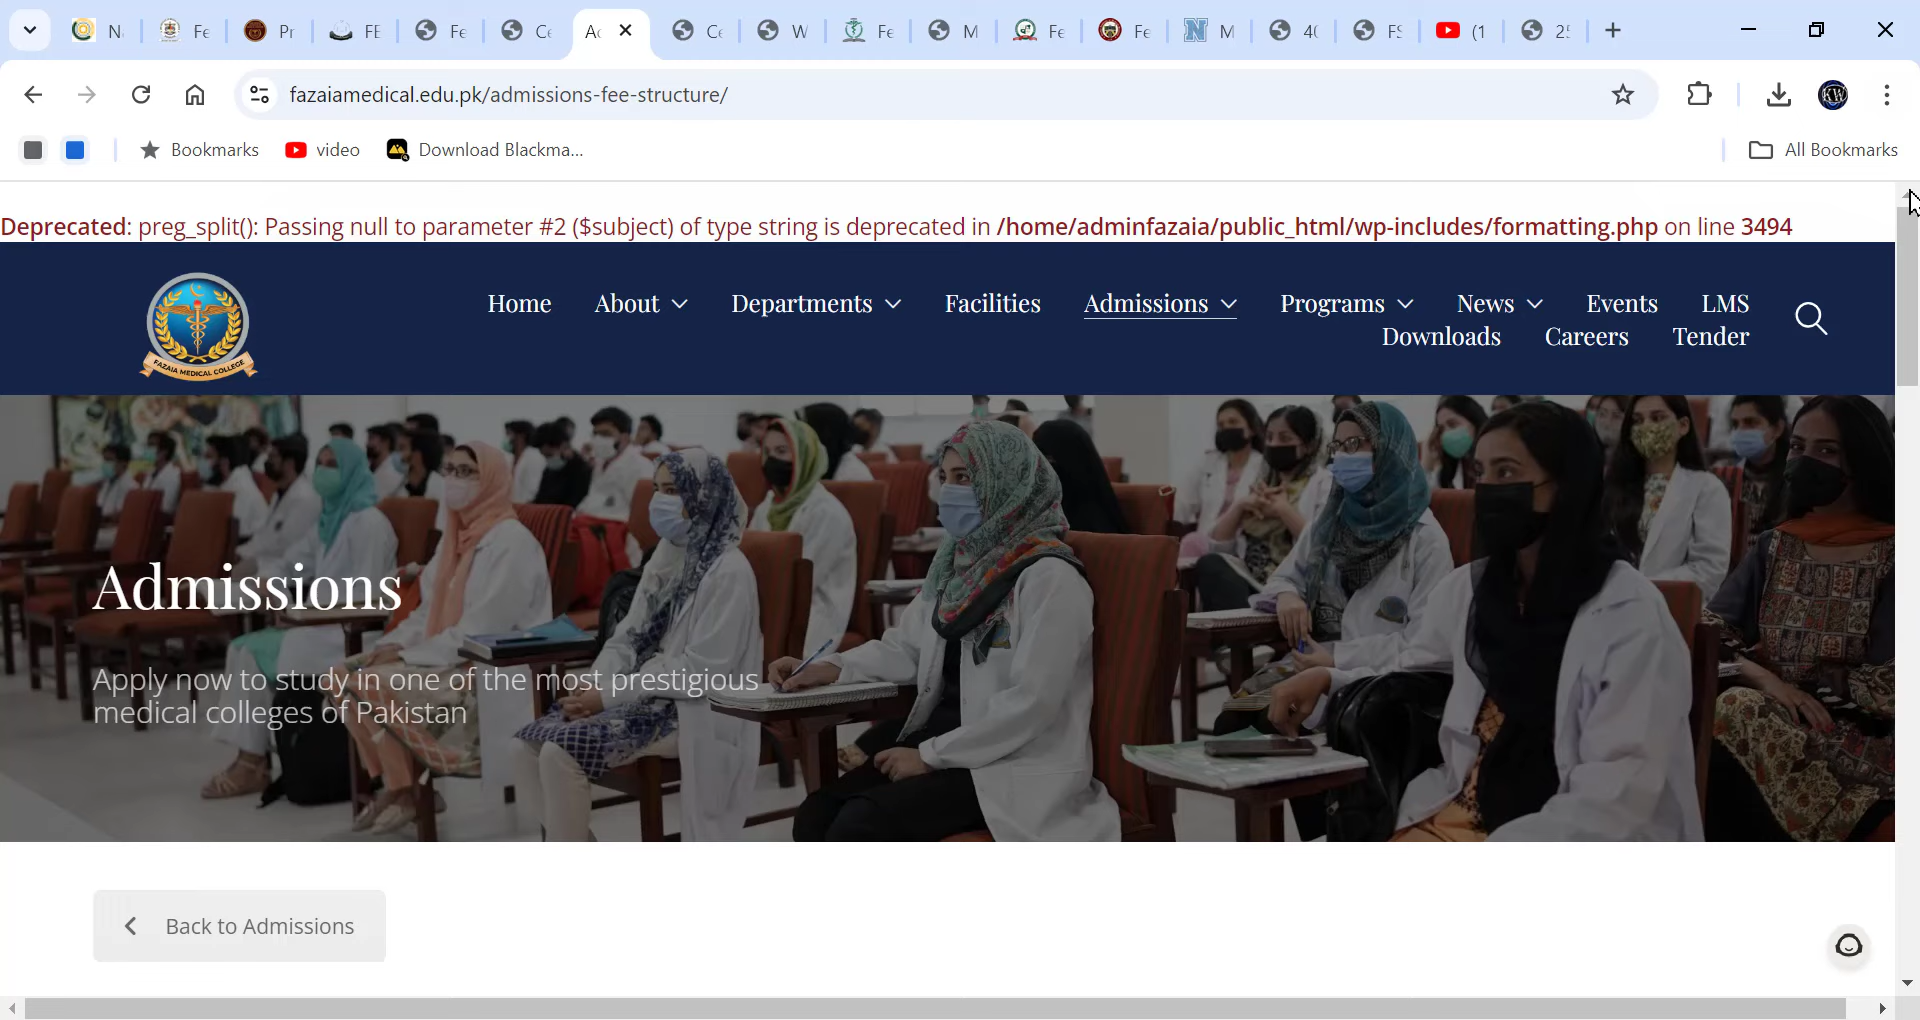 N
Fe
Pr
FE
Fe
Ce
Ac
Ce
W
Fe
M
Fe
Fe
M
4(
FS
(1
2!
fazaiamedical.edu.pk/admissions-fee-structure/
KW
Bookmarks
video
Download Blackma...
All Bookmarks
Deprecated: preg_split(): Passing null to parameter #2 ($subject) of type string is deprecated in /home/adminfazaia/public_html/wp-includes/formatting.php on line 3494
FAZAIA MEDICAL COLLEGE
Home About Departments Facilities Admissions Programs News Events LMS
Downloads Careers Tender
Admissions
Apply now to study in one of the most prestigious
medical colleges of Pakistan
Back to Admissions